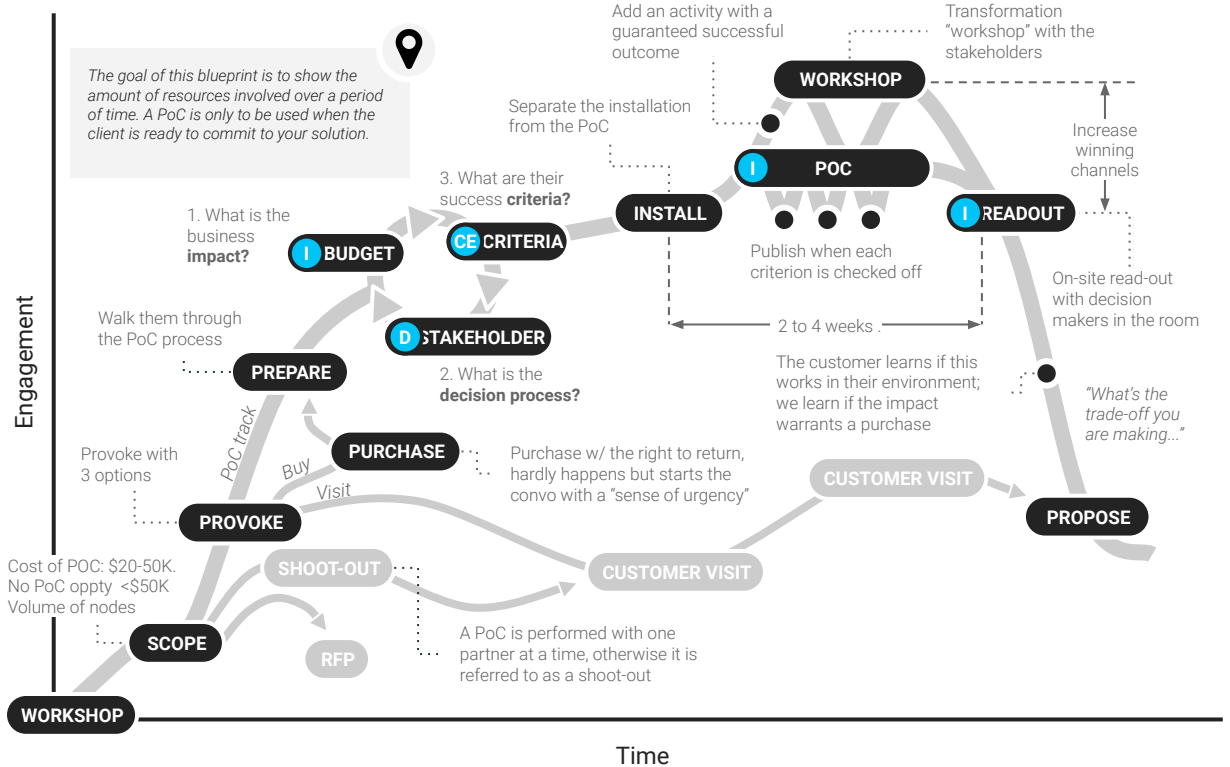 Add an activity with a
guaranteed successful
outcome
Transformation
“workshop” with the
stakeholders
The goal of this blueprint is to show the
amount of resources involved over a period
of time. A PoC is only to be used when the
client is ready to commit to your solution.
WORKSHOP
Separate the installation
from the PoC
Increase
winning
channels
I POC
3. What are their
success criteria?
1. What is the
business
impact?
INSTALL
I READOUT
CE CRITERIA
I BUDGET
Publish when each
criterion is checked off
On-site read-out
with decision
makers in the room
2 to 4 weeks .
Walk them through
the PoC process
D STAKEHOLDER
PREPARE
2. What is the
decision process?
The customer learns if this
works in their environment;
we learn if the impact
warrants a purchase
"What's the
trade-off you
are making..."
Engagement
PoC track
Buy
Visit
PURCHASE
Purchase w/ the right to return,
hardly happens but starts the
convo with a “sense of urgency”
Provoke with
3 options
CUSTOMER VISIT
PROVOKE
PROPOSE
Cost of POC: $20-50K.
No PoC oppty <$50K
Volume of nodes
SHOOT-OUT
CUSTOMER VISIT
SCOPE
RFP
A PoC is performed with one
partner at a time, otherwise it is
referred to as a shoot-out
WORKSHOP
Time